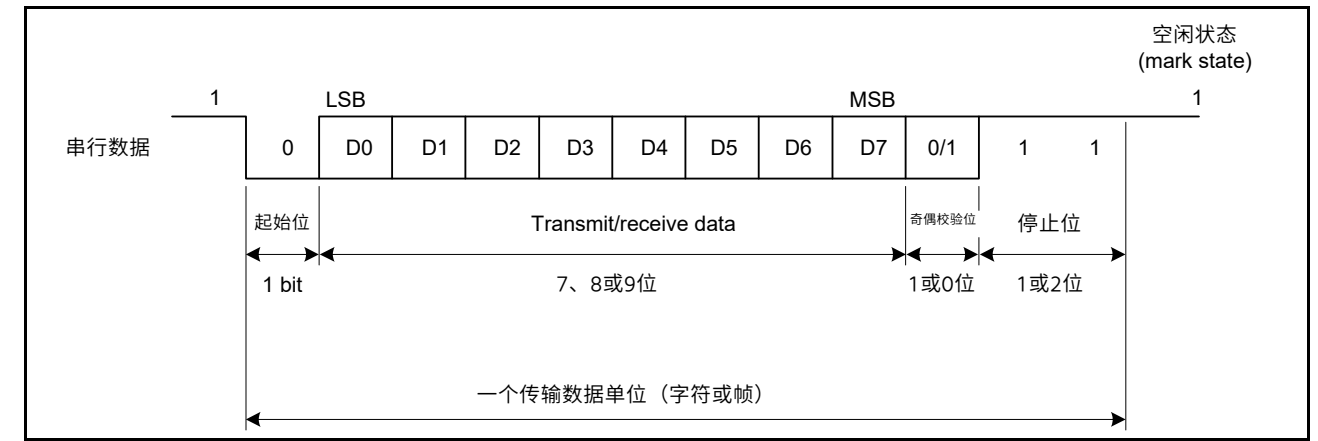 空闲状态
(mark state)
1 LSB MSB 1
串行数据 0 D0 D1 D2 D3 D4 D5 D6 D7 0/1 1 1
起始位 Transmit/receive data 奇偶校验位 停止位
1 bit 7、8或9位 1或0位 1或2位
一个传输数据单位（字符或帧）